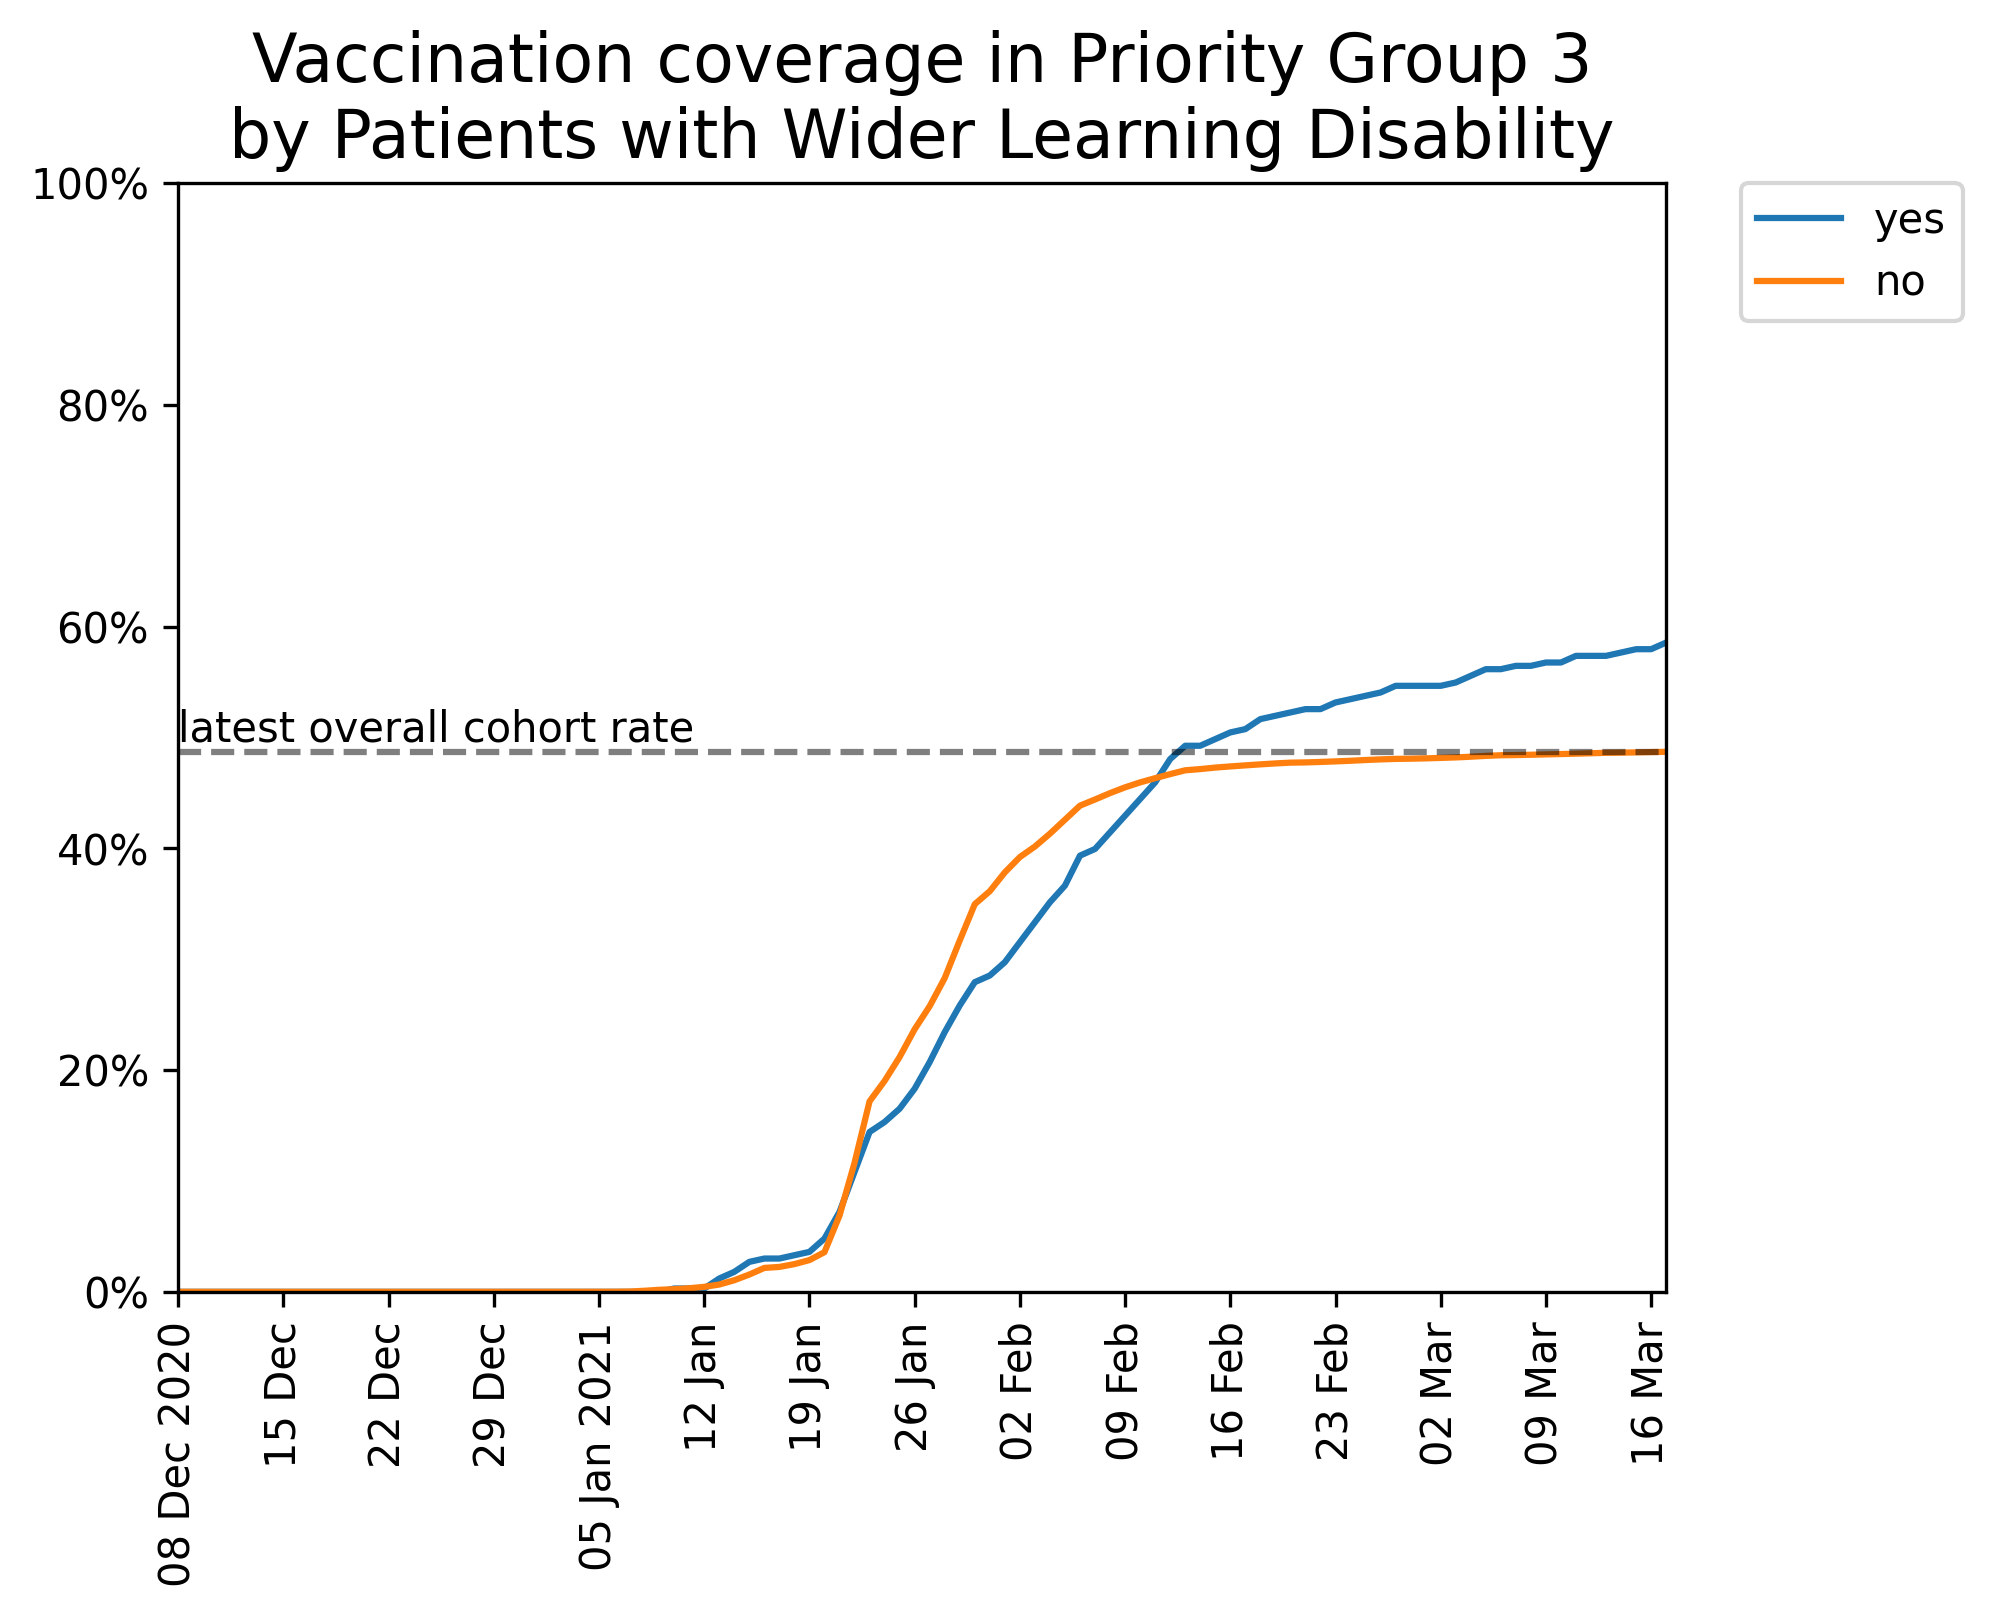 Vaccination coverage in Priority Group 3
by Patients with Wider Learning Disability
100%
80%
60%
40%
20%
0%
latest overall cohort rate
yes
no
08 Dec 2020
15 Dec
22 Dec
29 Dec
05 Jan 2021
12 Jan
19 Jan
26 Jan
02 Feb
09 Feb
16 Feb
23 Feb
02 Mar
09 Mar
16 Mar